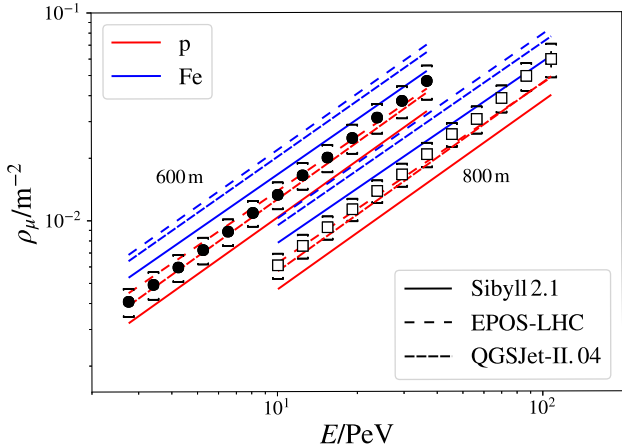 10⁻¹
p
Fe
600 m
800 m
ρμ/m⁻²
10⁻²
Sibyll 2.1
EPOS-LHC
QGSJet-II.04
10¹
10²
E/PeV